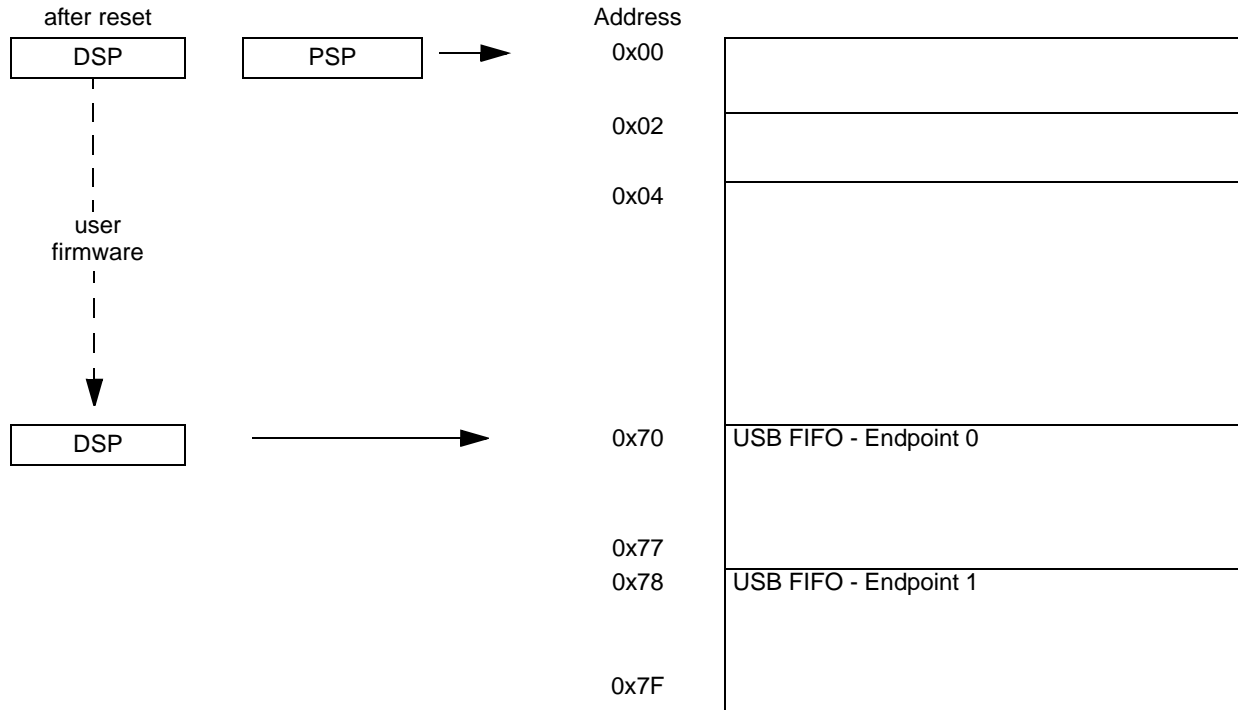 after reset
Address
DSP
PSP
0x00
0x02
0x04
user
firmware
DSP
0x70
USB FIFO - Endpoint 0
0x77
0x78
USB FIFO - Endpoint 1
0x7F